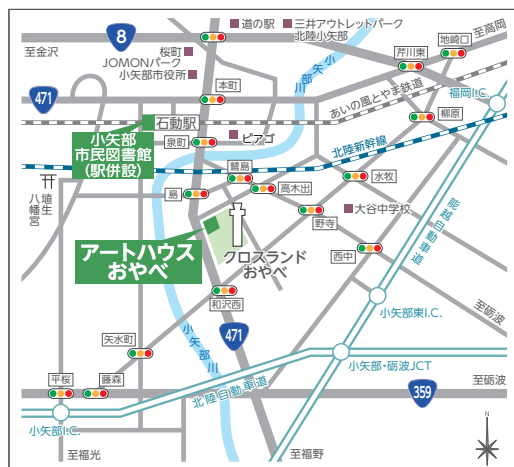 道の駅
三井アウトレットパーク
北陸小矢部
地崎口
至高岡
8
至金沢
桜町
JOMONパーク
小矢部市役所
小矢部川
芹川東
471
本町
あいの風とやま鉄道
福岡I.C.
石動駅
柳原
小矢部
市民図書館
(駅併設)
泉町
ピアゴ
北陸新幹線
鷲島
水牧
埴生
八幡宮
島
高木出
大谷中学校
野寺
能越自動車道
アートハウス
おやべ
クロスランド
おやべ
西中
和沢西
小矢部東I.C.
至砺波
小矢部川
矢水町
471
小矢部・砺波JCT
平桜
藤森
北陸自動車道
359
至砺波
小矢部I.C.
至福光
至福野
N